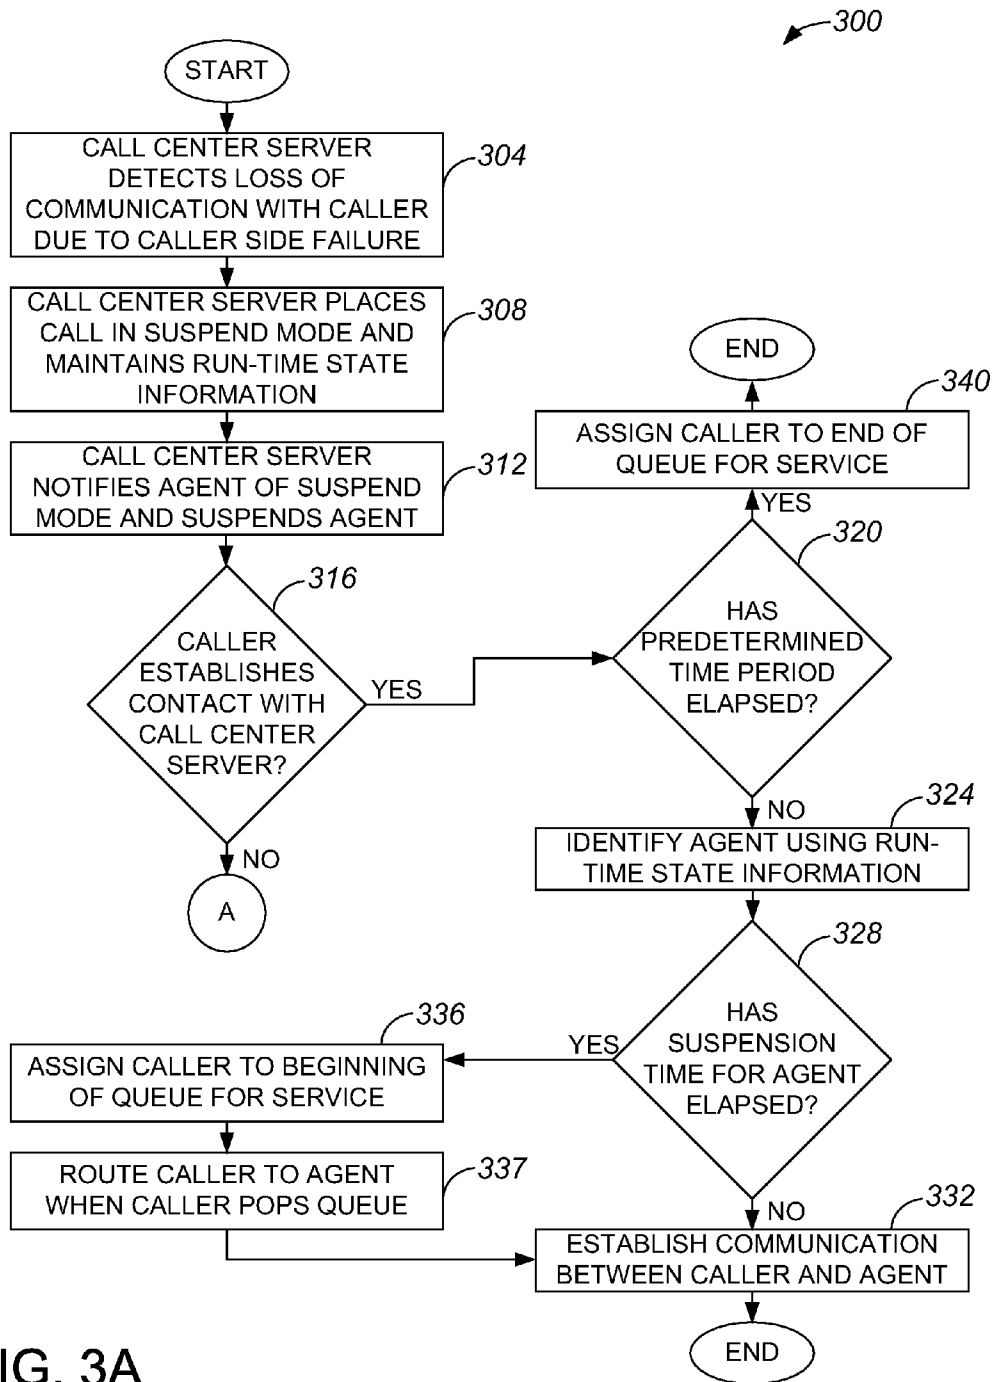 300
START
CALL CENTER SERVER
DETECTS LOSS OF
COMMUNICATION WITH CALLER
DUE TO CALLER SIDE FAILURE
304
CALL CENTER SERVER PLACES
CALL IN SUSPEND MODE AND
MAINTAINS RUN-TIME STATE
INFORMATION
308
CALL CENTER SERVER
NOTIFIES AGENT OF SUSPEND
MODE AND SUSPENDS AGENT
312
CALLER
ESTABLISHES
CONTACT WITH
CALL CENTER
SERVER?
316
YES
NO
A
END
340
ASSIGN CALLER TO END OF
QUEUE FOR SERVICE
YES
320
HAS
PREDETERMINED
TIME PERIOD
ELAPSED?
NO
324
IDENTIFY AGENT USING RUN-
TIME STATE INFORMATION
328
HAS
SUSPENSION
TIME FOR AGENT
ELAPSED?
YES
336
ASSIGN CALLER TO BEGINNING
OF QUEUE FOR SERVICE
ROUTE CALLER TO AGENT
WHEN CALLER POPS QUEUE
337
NO
332
ESTABLISH COMMUNICATION
BETWEEN CALLER AND AGENT
END
IG. 3A